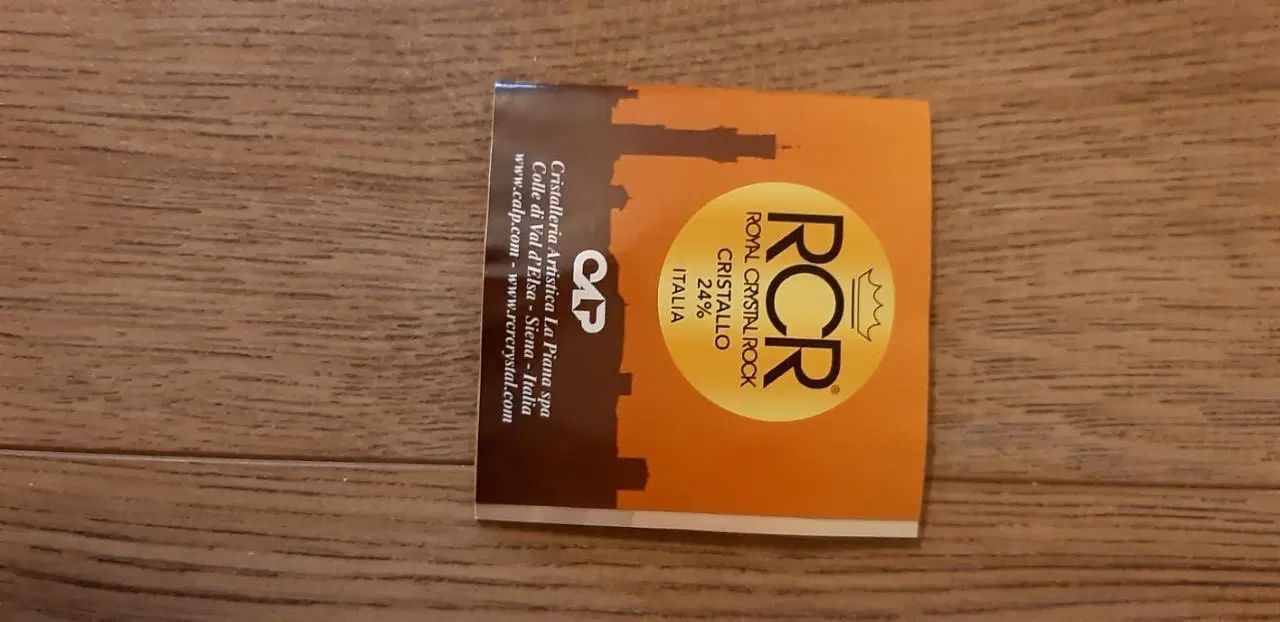 RCR®
ROYAL CRYSTAL ROCK
CRISTALLO
24%
ITALIA
CALP
Cristalleria Artistica La Piana spa
Colle di Val d'Elsa - Siena - Italia
www.calp.com - www.rcrcrystal.com